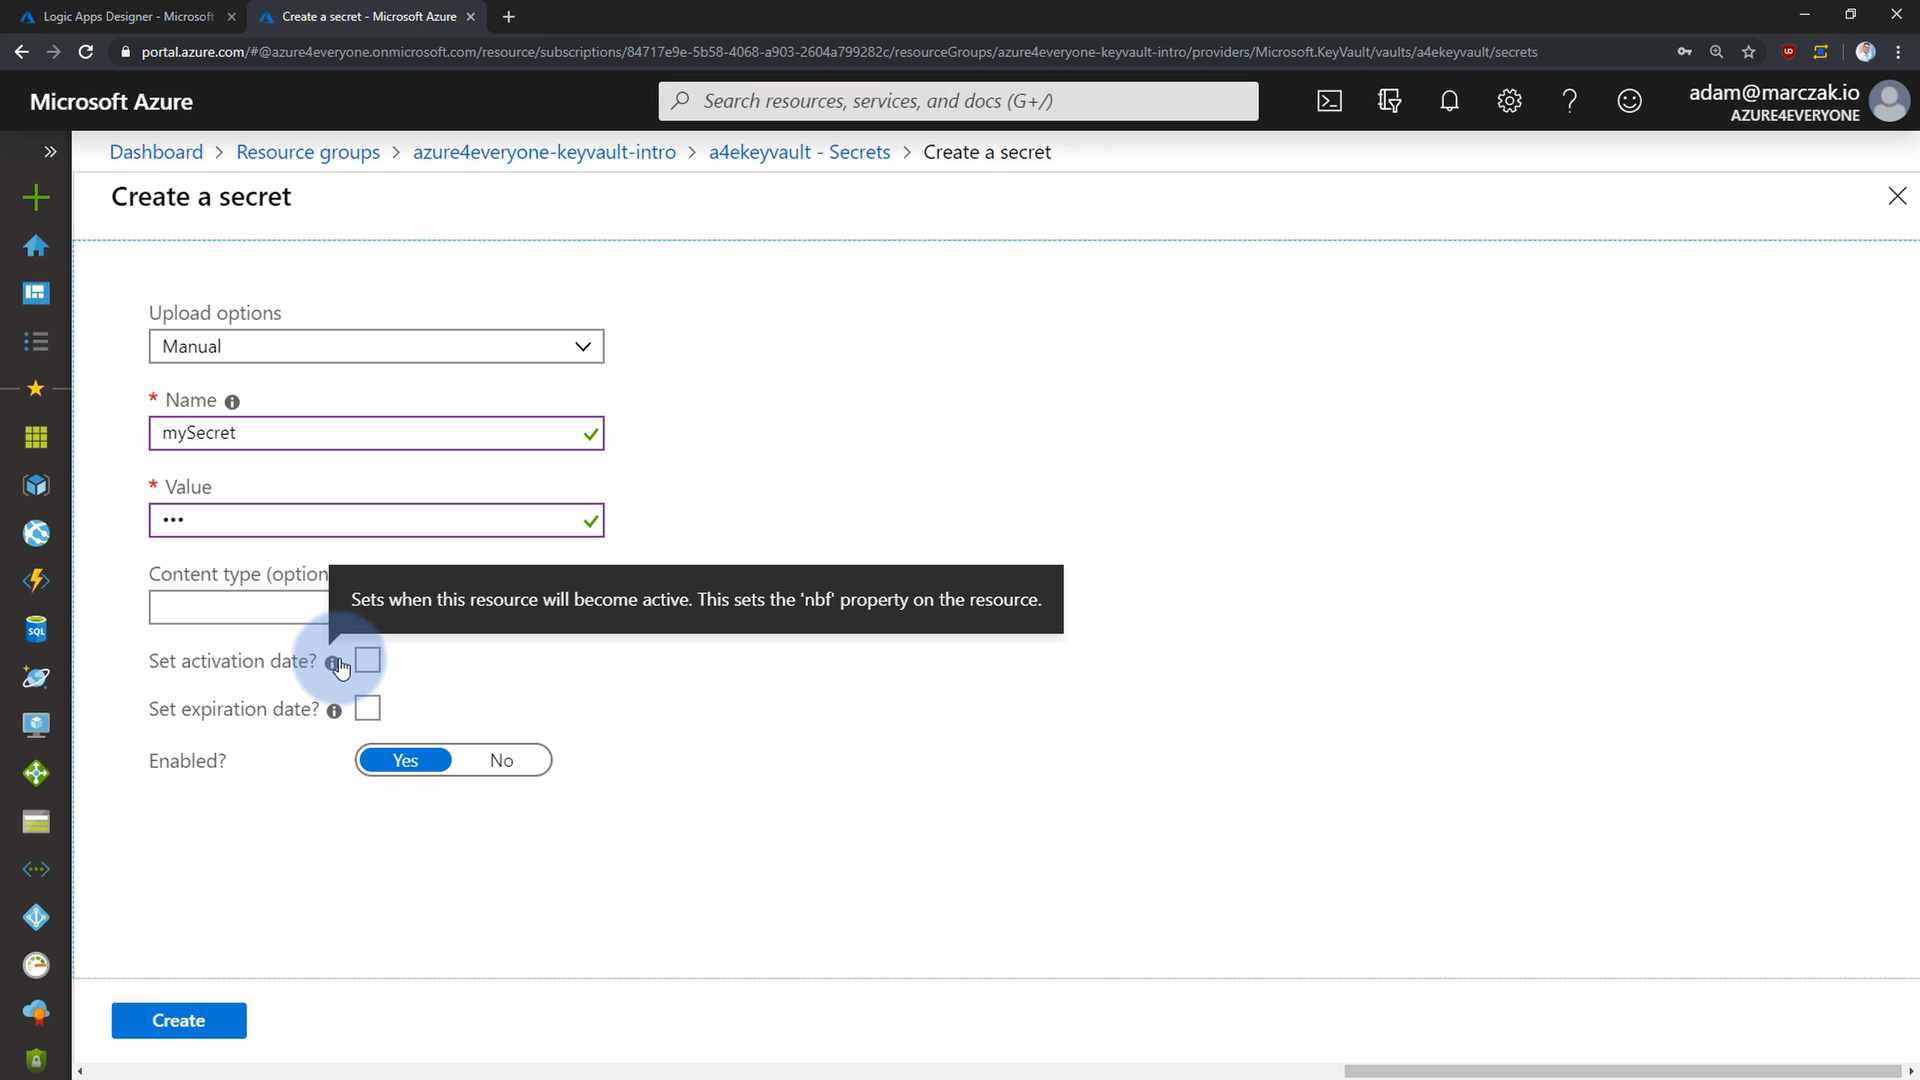 Logic Apps Designer - Microsoft
Create a secret - Microsoft Azure
portal.azure.com/#@azure4everyone.onmicrosoft.com/resource/subscriptions/84717e9e-5b58-4068-a903-2604a799282c/resourceGroups/azure4everyone-keyvault-intro/providers/Microsoft.KeyVault/vaults/a4ekeyvault/secrets
Microsoft Azure
Search resources, services, and docs (G+/)
adam@marczak.io
AZURE4EVERYONE
Dashboard > Resource groups > azure4everyone-keyvault-intro > a4ekeyvault - Secrets > Create a secret
Create a secret
Upload options
Manual
* Name
mySecret
* Value
•••
Content type (option
Sets when this resource will become active. This sets the 'nbf' property on the resource.
Set activation date?
Set expiration date?
Enabled? Yes No
SQL
Create